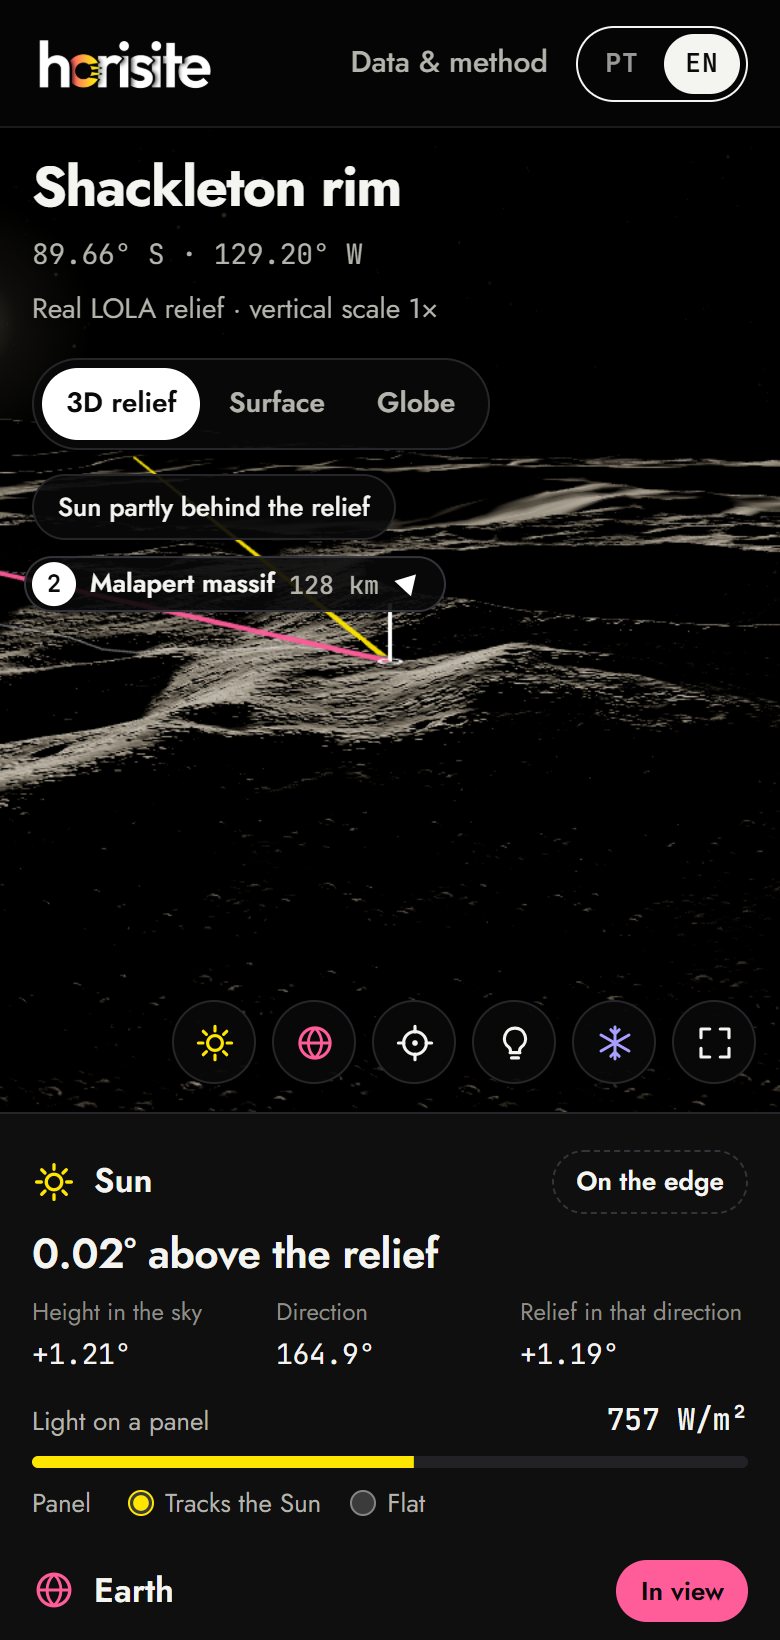 horisite
Data & method
PT EN
Shackleton rim
89.66° S · 129.20° W
Real LOLA relief · vertical scale 1×
3D relief Surface Globe
Sun partly behind the relief
2 Malapert massif 128 km
Sun On the edge
0.02° above the relief
Height in the sky Direction Relief in that direction
+1.21° 164.9° +1.19°
Light on a panel 757 W/m²
Panel Tracks the Sun Flat
Earth In view